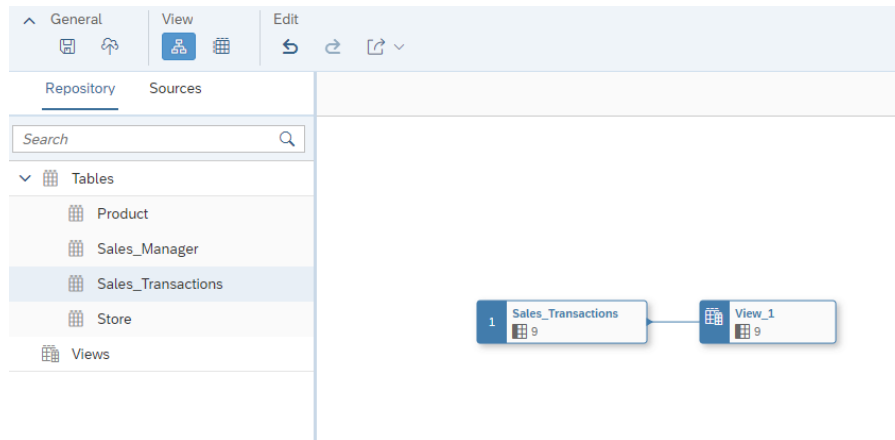 General
View
Edit
Repository
Sources
Search
Tables
Product
Sales_Manager
Sales_Transactions
Store
Views
1
Sales_Transactions
9
View_1
9